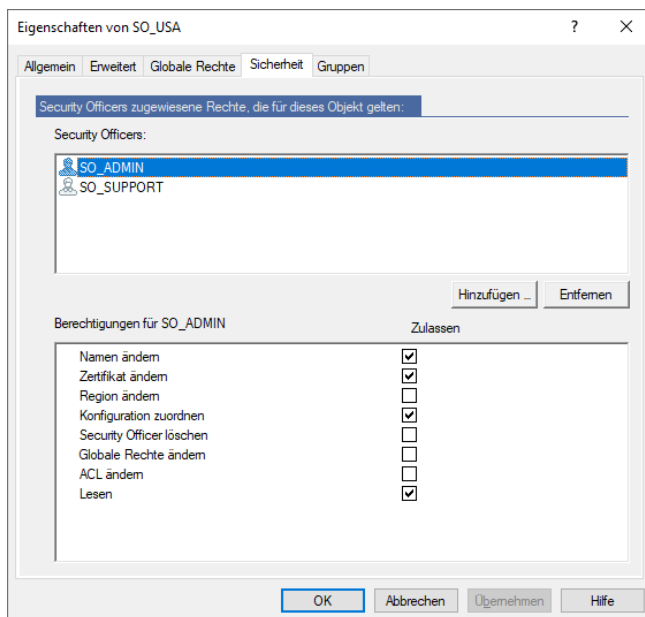 Eigenschaften von SO_USA
?
Allgemein Erweitert Globale Rechte Sicherheit Gruppen
Security Officers zugewiesene Rechte, die für dieses Objekt gelten:
Security Officers:
SO_ADMIN
SO_SUPPORT
Hinzufügen ... Entfernen
Berechtigungen für SO_ADMIN Zulassen
Namen ändern
Zertifikat ändern
Region ändern
Konfiguration zuordnen
Security Officer löschen
Globale Rechte ändern
ACL ändern
Lesen
OK Abbrechen Übernehmen Hilfe